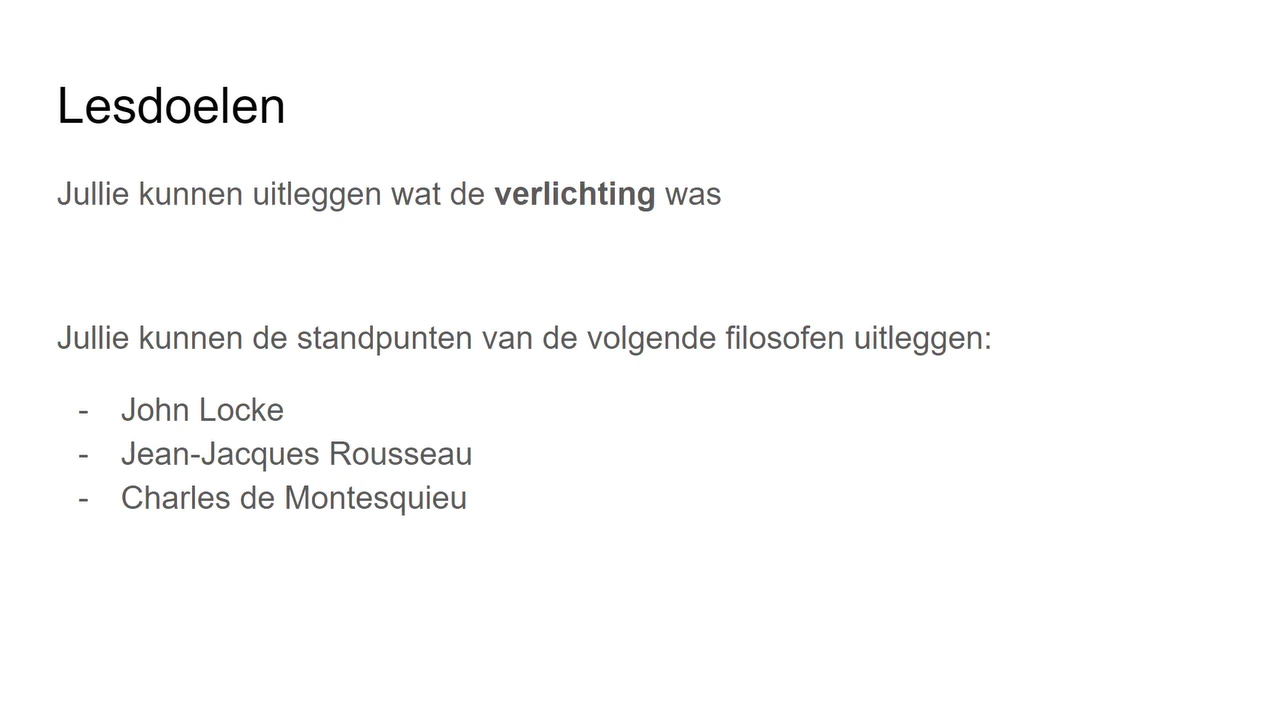 Lesdoelen
Jullie kunnen uitleggen wat de verlichting was
Jullie kunnen de standpunten van de volgende filosofen uitleggen:
- John Locke
- Jean-Jacques Rousseau
- Charles de Montesquieu